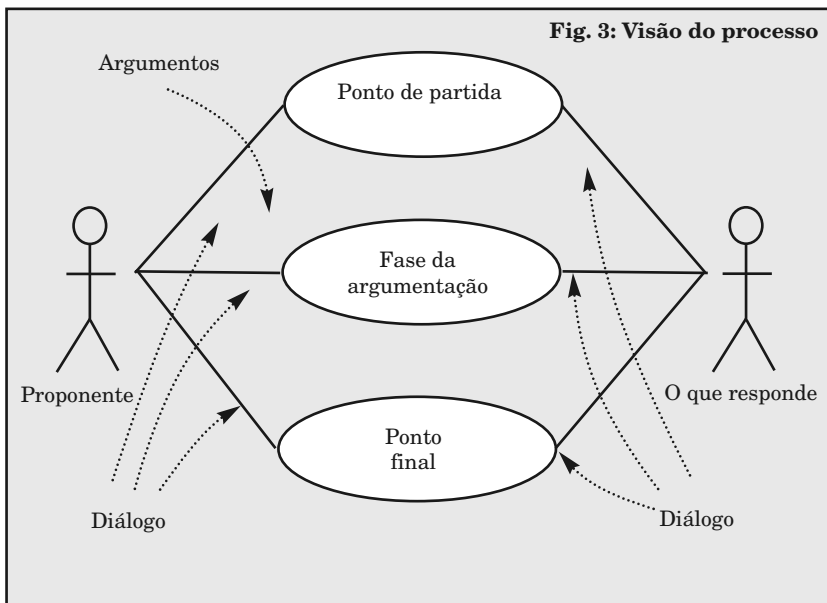 Fig. 3: Visão do processo
Argumentos
Ponto de partida
Fase da
argumentação
Proponente
O que responde
Ponto
final
Diálogo
Diálogo